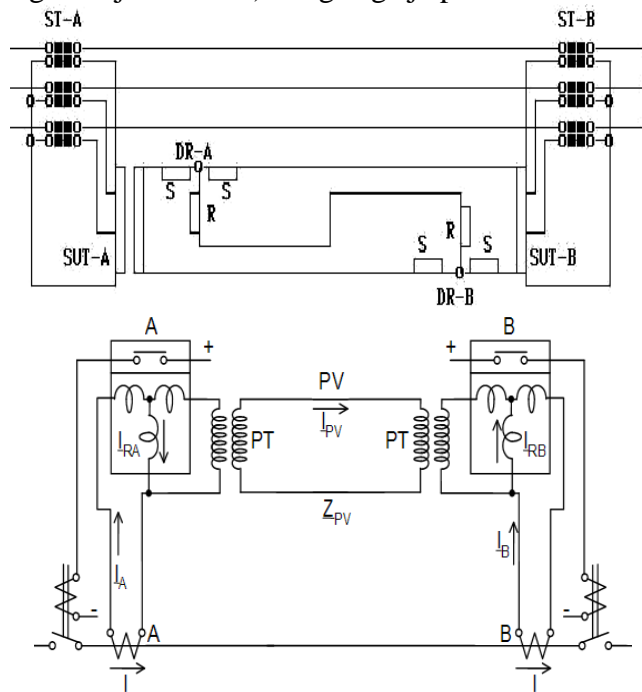 ST-A ST-B
DR-A
S S
R
R
SUT-A S S SUT-B
DR-B
A B
+ + 
PV
I_RA PT I_PV PT I_RB
Z_PV
I_A I_B
- -
A B
I I